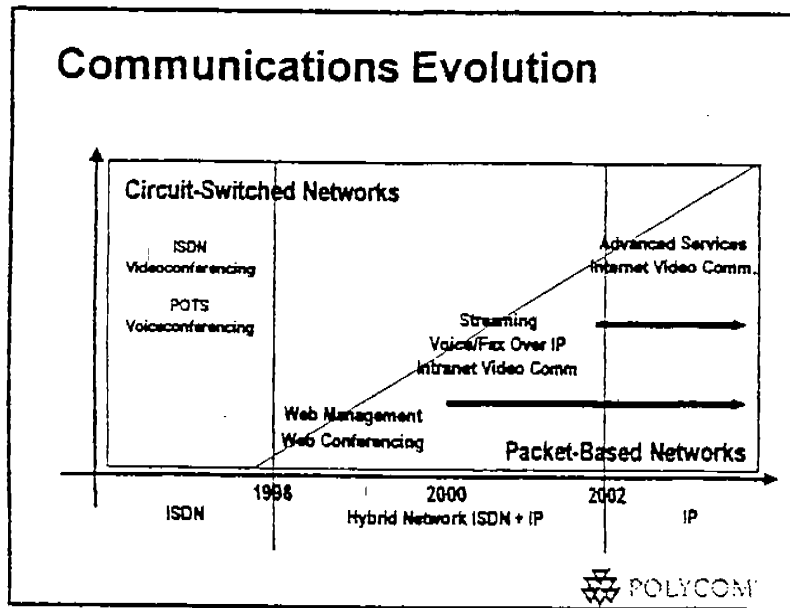 Communications Evolution
Circuit-Switched Networks
ISDN
Videoconferencing
POTS
Voiceconferencing
Advanced Services
Internet Video Comm.
Streaming
Voice/Fax Over IP
Intranet Video Comm
Web Management
Web Conferencing
Packet-Based Networks
1998 2000 2002
ISDN Hybrid Network ISDN + IP IP
POLYCOM